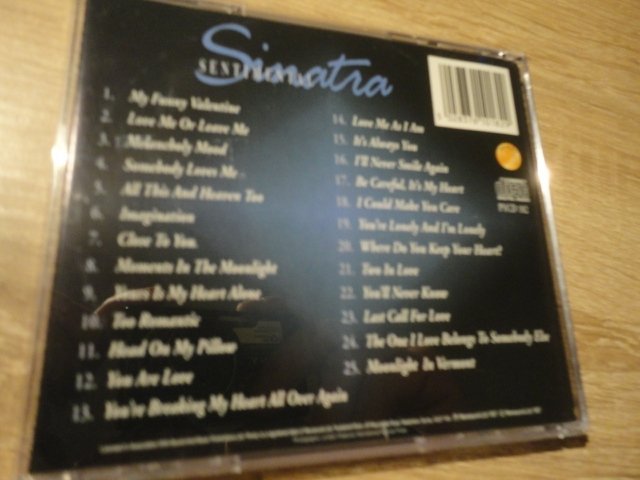 Sinatra
SENTIMENTAL
1. My Funny Valentine
2. Love Me Or Leave Me
3. Melancholy Mood
4. Somebody Loves Me
5. All This And Heaven Too
6. Imagination
7. Close To You
8. Moments In The Moonlight
9. Yours Is My Heart Alone
10. Too Romantic
11. Head On My Pillow
12. You Are Love
13. You're Breaking My Heart All Over Again
14. Love Me As I Am
15. It's Always You
16. I'll Never Smile Again
17. Be Careful, It's My Heart
18. I Could Make You Care
19. You're Lonely And I'm Lonely
20. Where Do You Keep Your Heart?
21. Two In Love
22. You'll Never Know
23. Last Call For Love
24. The One I Love Belongs To Somebody Else
25. Moonlight In Vermont